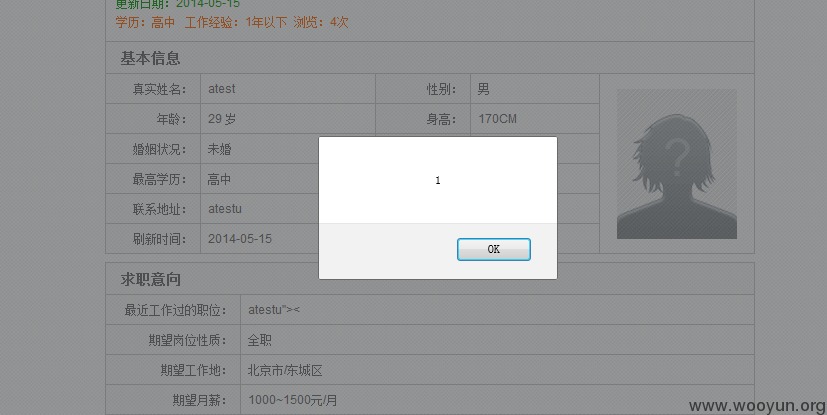 更新日期：2014-05-15
学历：高中 工作经验：1年以下 浏览：4次
基本信息
真实姓名： atest 性别： 男
年龄： 29 岁 身高： 170CM
婚姻状况： 未婚
最高学历： 高中
联系地址： atestu
刷新时间： 2014-05-15
1
OK
求职意向
最近工作过的职位： atestu"><
期望岗位性质： 全职
期望工作地： 北京市/东城区
期望月薪： 1000~1500元/月
www.wooyun.org